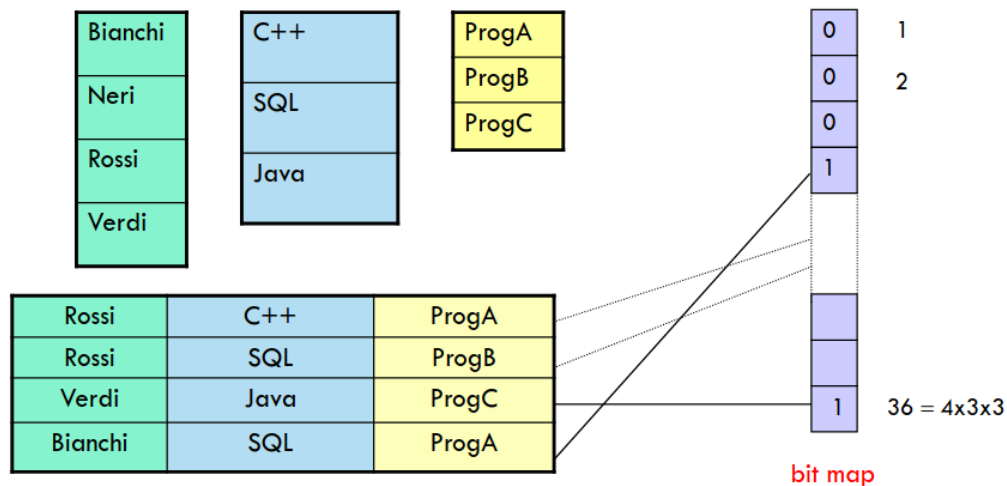 Bianchi
Neri
Rossi
Verdi
C++
SQL
Java
ProgA
ProgB
ProgC
0 1
0 2
0
1
Rossi C++ ProgA
Rossi SQL ProgB
Verdi Java ProgC
Bianchi SQL ProgA
1 36 = 4x3x3
bit map